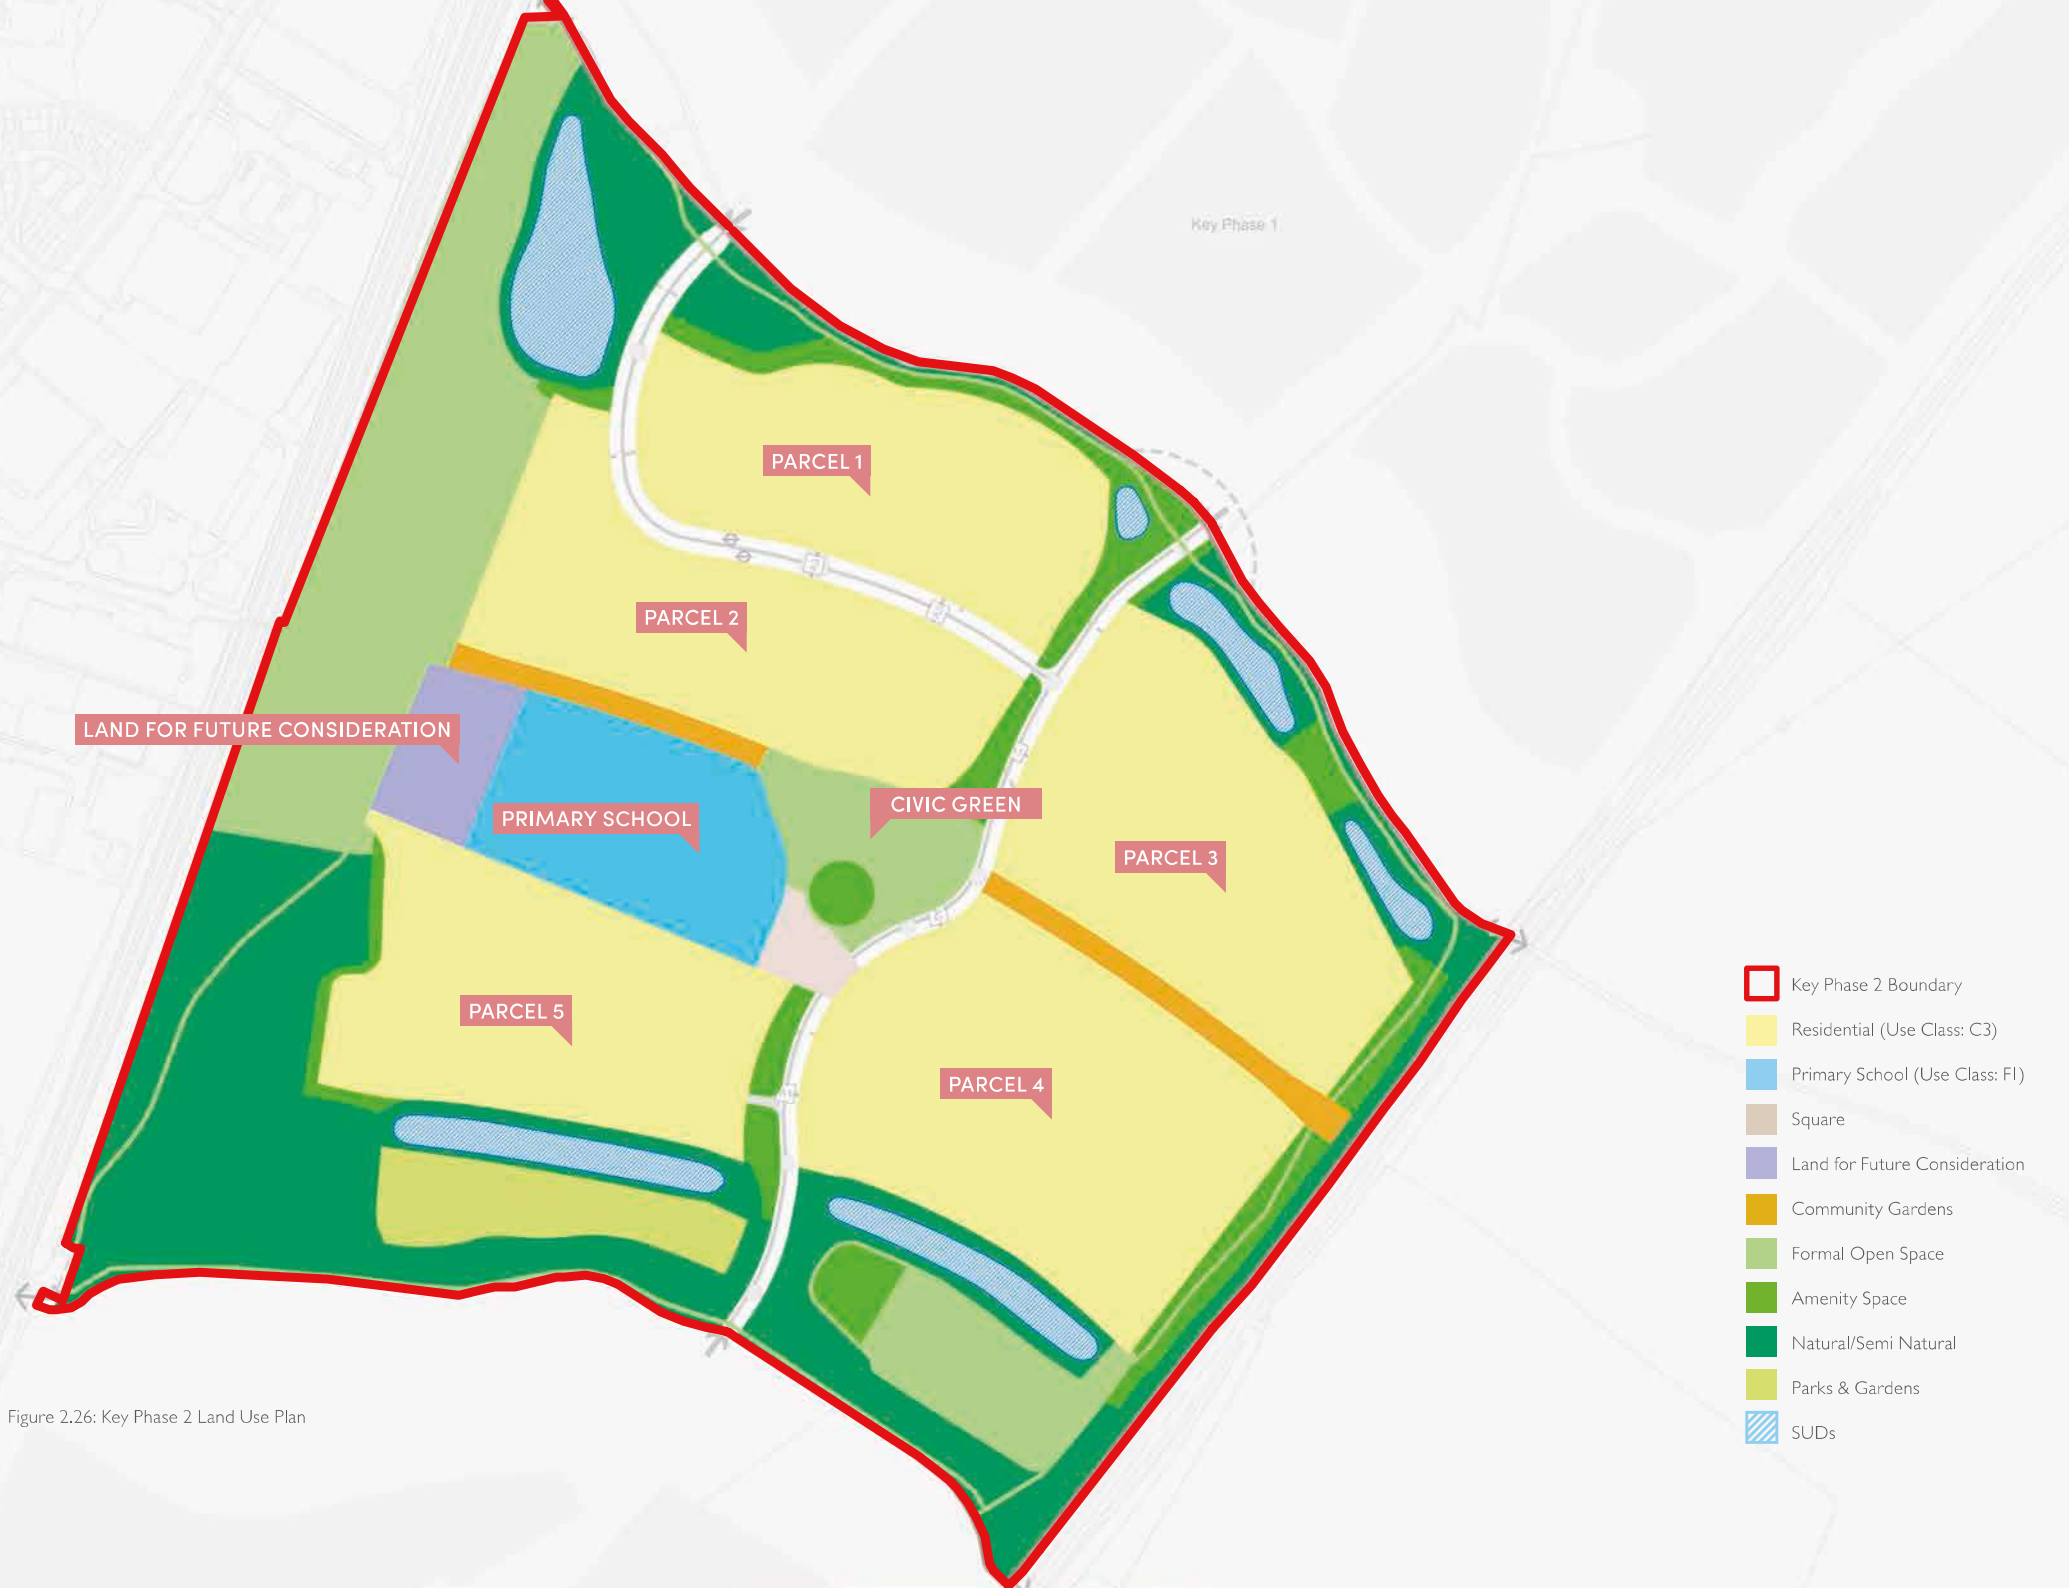 Key Phase 1
PARCEL 1
PARCEL 2
LAND FOR FUTURE CONSIDERATION
PRIMARY SCHOOL
CIVIC GREEN
PARCEL 3
PARCEL 5
PARCEL 4
Key Phase 2 Boundary
Residential (Use Class: C3)
Primary School (Use Class: F1)
Square
Land for Future Consideration
Community Gardens
Formal Open Space
Amenity Space
Natural/Semi Natural
Parks & Gardens
SUDs
Figure 2.26: Key Phase 2 Land Use Plan